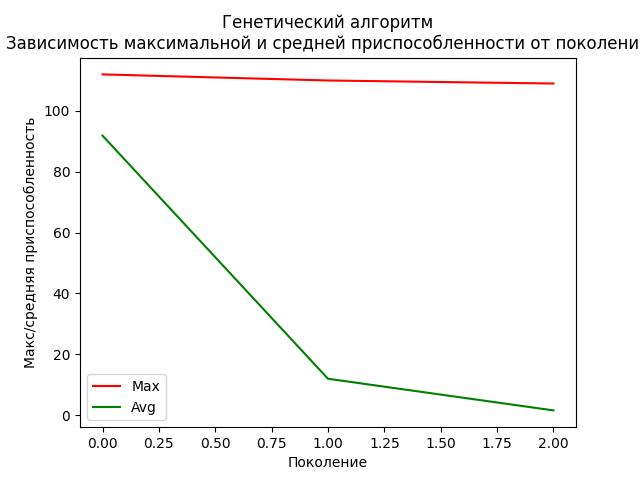 Генетический алгоритм
Зависимость максимальной и средней приспособленности от поколени
Макс/средняя приспособленность
100
80
60
40
20
0
Max
Avg
0.00 0.25 0.50 0.75 1.00 1.25 1.50 1.75 2.00
Поколение